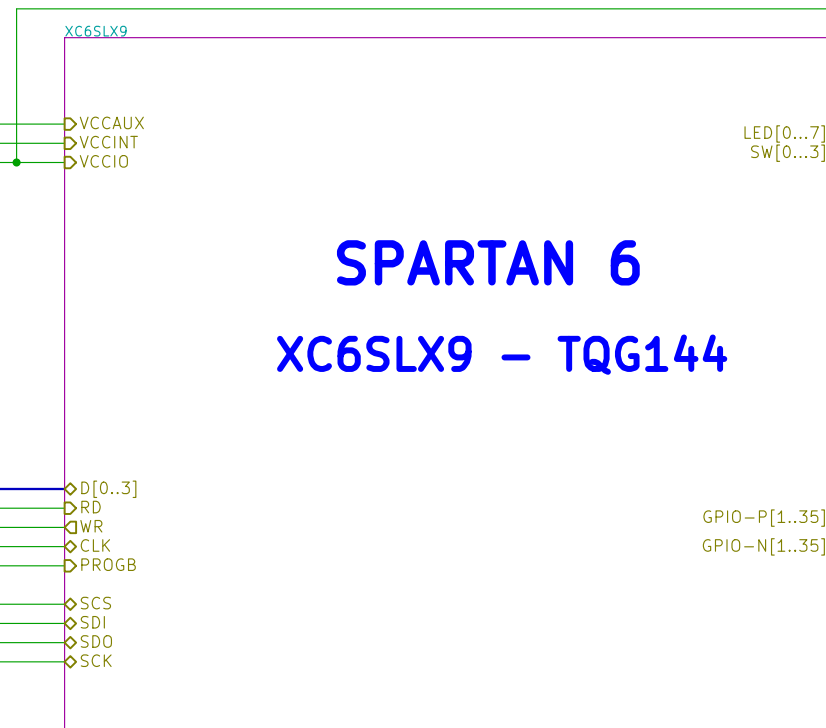 XC6SLX9
VCCAUX
VCCINT
VCCIO
LED[0...7]
SW[0...3]
SPARTAN 6
XC6SLX9 - TQG144
D[0..3]
RD
WR
CLK
PROGB
GPIO-P[1..35]
GPIO-N[1..35]
SCS
SDI
SDO
SCK